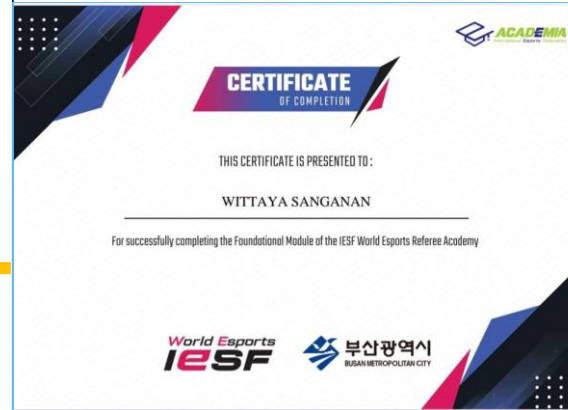 ACADEMIA
CERTIFICATE
OF COMPLETION
THIS CERTIFICATE IS PRESENTED TO :
WITTAYA SANGANAN
For successfully completing the Foundational Module of the IESF World Esports Referee Academy
World Esports
IESF
부산광역시
BUSAN METROPOLITAN CITY